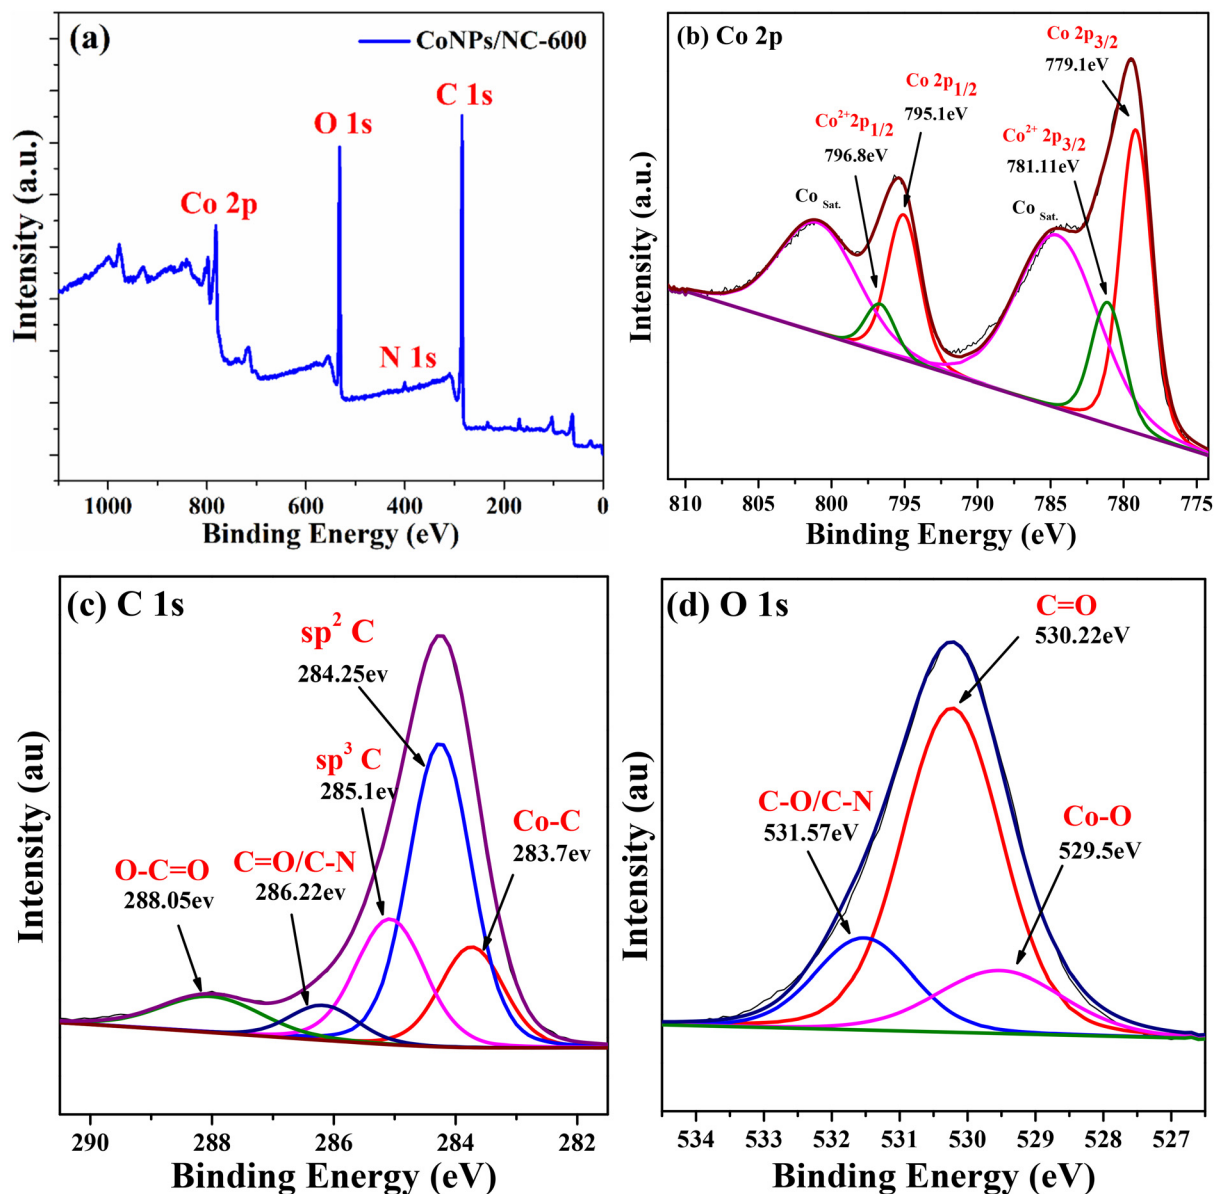 (a)
CoNPs/NC-600
C 1s
O 1s
Co 2p
N 1s
Intensity (a.u.)
1000 800 600 400 200 0
Binding Energy (eV)
(b) Co 2p
Co 2p3/2
779.1eV
Co 2p1/2
795.1eV
Co2+2p1/2
796.8eV
Co2+ 2p3/2
781.11eV
Co Sat.
Co Sat.
Intensity (a.u.)
810 805 800 795 790 785 780 775
Binding Energy (eV)
(c) C 1s
sp2 C
284.25ev
sp3 C
285.1ev
Co-C
283.7ev
C=O/C-N
286.22ev
O-C=O
288.05ev
Intensity (au)
290 288 286 284 282
Binding Energy (eV)
(d) O 1s
C=O
530.22eV
C-O/C-N
531.57eV
Co-O
529.5eV
Intensity (au)
534 533 532 531 530 529 528 527
Binding Energy (eV)